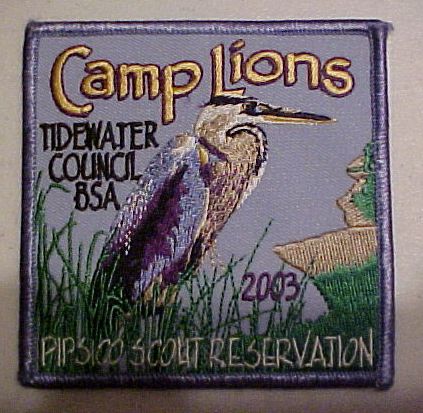 Camp Lions
TIDEWATER
COUNCIL
BSA
2003
PIPSICO SCOUT RESERVATION